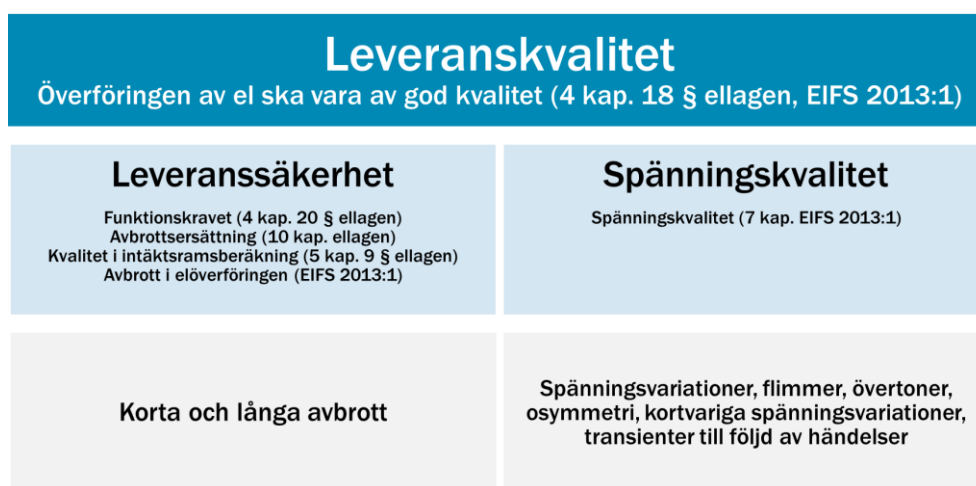 Leveranskvalitet
Överföringen av el ska vara av god kvalitet (4 kap. 18 § ellagen, EIFS 2013:1)
Leveranssäkerhet
Funktionskravet (4 kap. 20 § ellagen)
Avbrottsersättning (10 kap. ellagen)
Kvalitet i intäktsramsberäkning (5 kap. 9 § ellagen)
Avbrott i elöverföringen (EIFS 2013:1)
Spänningskvalitet
Spänningskvalitet (7 kap. EIFS 2013:1)
Korta och långa avbrott
Spänningsvariationer, flimmer, övertoner,
osymmetri, kortvariga spänningsvariationer,
transienter till följd av händelser